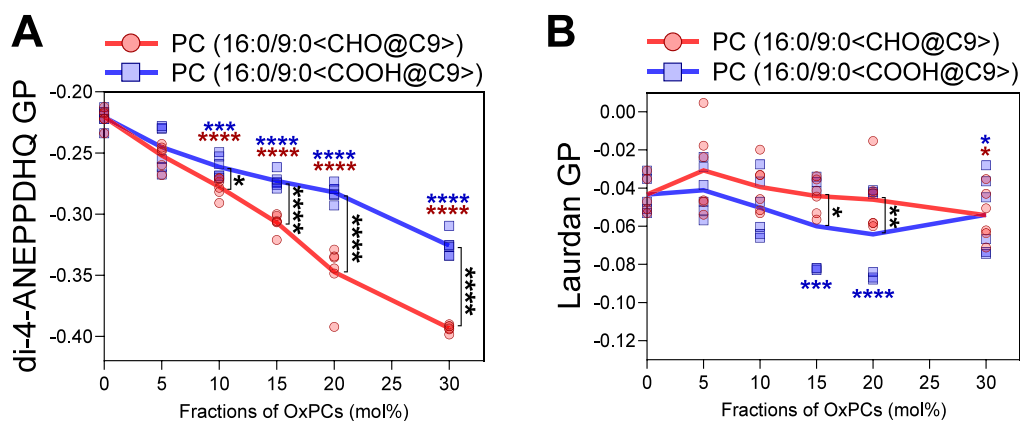 A
PC (16:0/9:0<CHO@C9>)
PC (16:0/9:0<COOH@C9>)
di-4-ANEPPDHQ GP
-0.20
-0.25
-0.30
-0.35
-0.40
***
****
****
****
****
****
****
****
*
****
****
****
0 5 10 15 20 25 30
Fractions of OxPCs (mol%)
B
PC (16:0/9:0<CHO@C9>)
PC (16:0/9:0<COOH@C9>)
Laurdan GP
0.00
-0.02
-0.04
-0.06
-0.08
-0.10
-0.12
*
*
*
**
***
****
0 5 10 15 20 25 30
Fractions of OxPCs (mol%)